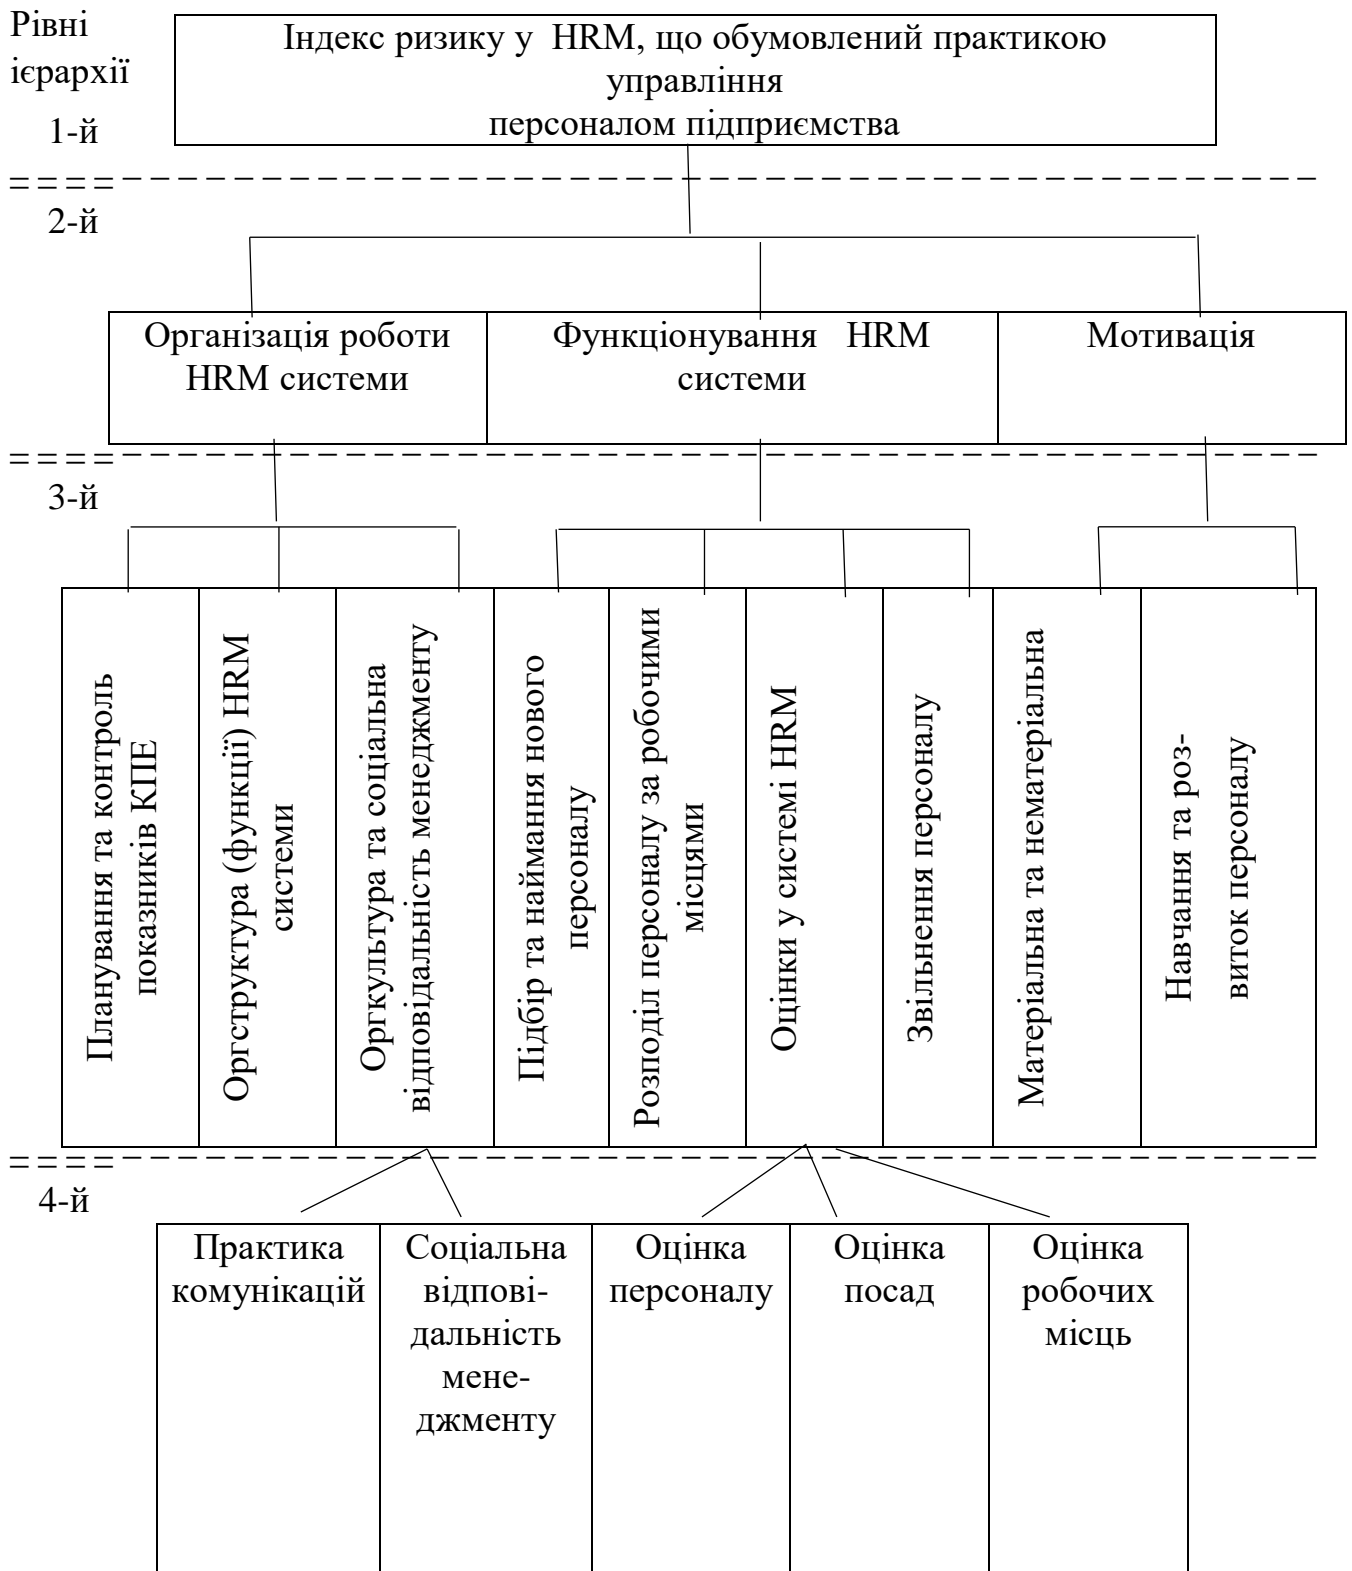 Рівні
ієрархії
1-й
Індекс ризику у HRM, що обумовлений практикою
управління
персоналом підприємства
2-й
Організація роботи
HRM системи
Функціонування HRM
системи
Мотивація
3-й
Планування та контроль
показників КПЕ
Оргструктура (функції) HRM
системи
Оргкультура та соціальна
відповідальність менеджменту
Підбір та наймання нового
персоналу
Розподіл персоналу за робочими
місцями
Оцінки у системі HRM
Звільнення персоналу
Матеріальна та нематеріальна
Навчання та роз-
виток персоналу
4-й
Практика
комунікацій
Соціальна
відпові-
дальність
мене-
джменту
Оцінка
персоналу
Оцінка
посад
Оцінка
робочих
місць